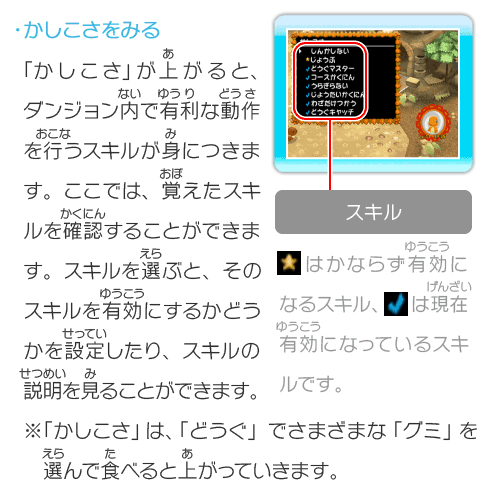 ・かしこさをみる
「かしこさ」が上がると、
ダンジョン内で有利な動作
を行うスキルが身につきま
す。ここでは、覚えたスキ
ルを確認することができま
す。スキルを選ぶと、その
スキルを有効にするかどう
かを設定したり、スキルの
説明を見ることができます。
しんかしない
じょうぶ
どうぐマスター
コースかくにん
うらぎらない
じょうたいかくにん
わざだけつかう
どうぐキャッチ
スキル
★はかならず有効に
なるスキル、✔は現在
有効になっているスキ
ルです。
※「かしこさ」は、「どうぐ」でさまざまな「グミ」を
選んで食べると上がっていきます。